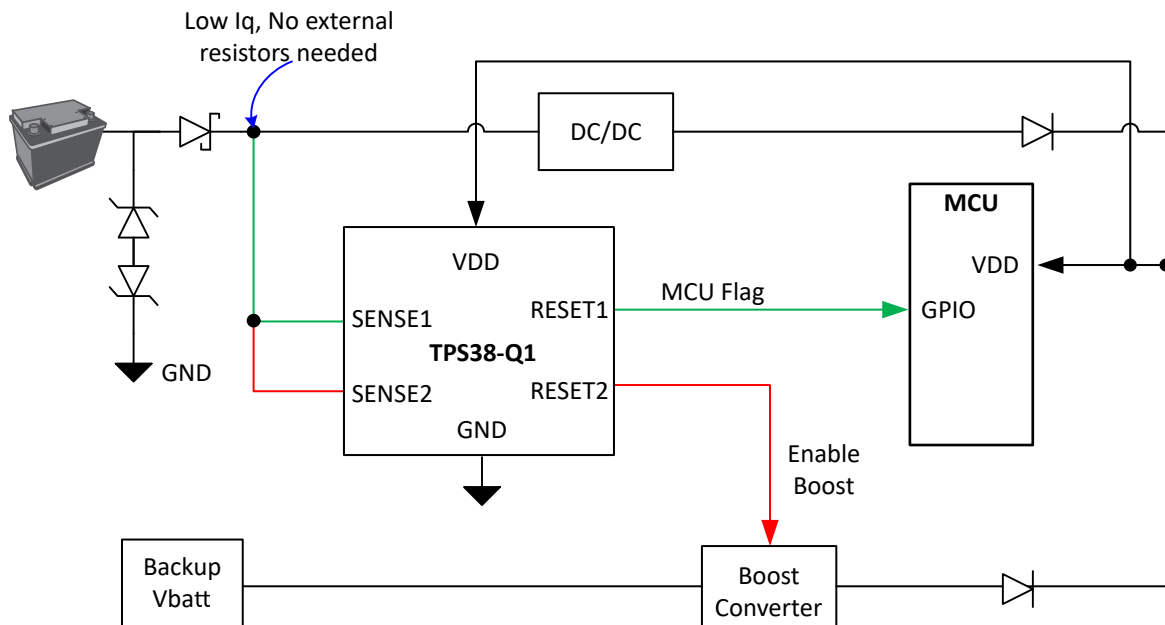 Low Iq, No external
resistors needed
DC/DC
MCU
VDD
VDD
RESET1
MCU Flag
GPIO
SENSE1
TPS38-Q1
GND
SENSE2
RESET2
GND
Enable
Boost
Backup
Vbatt
Boost
Converter